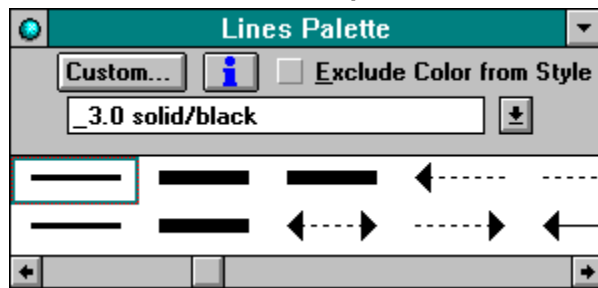 Lines Palette
Custom... i Exclude Color from Style
_3.0 solid/black